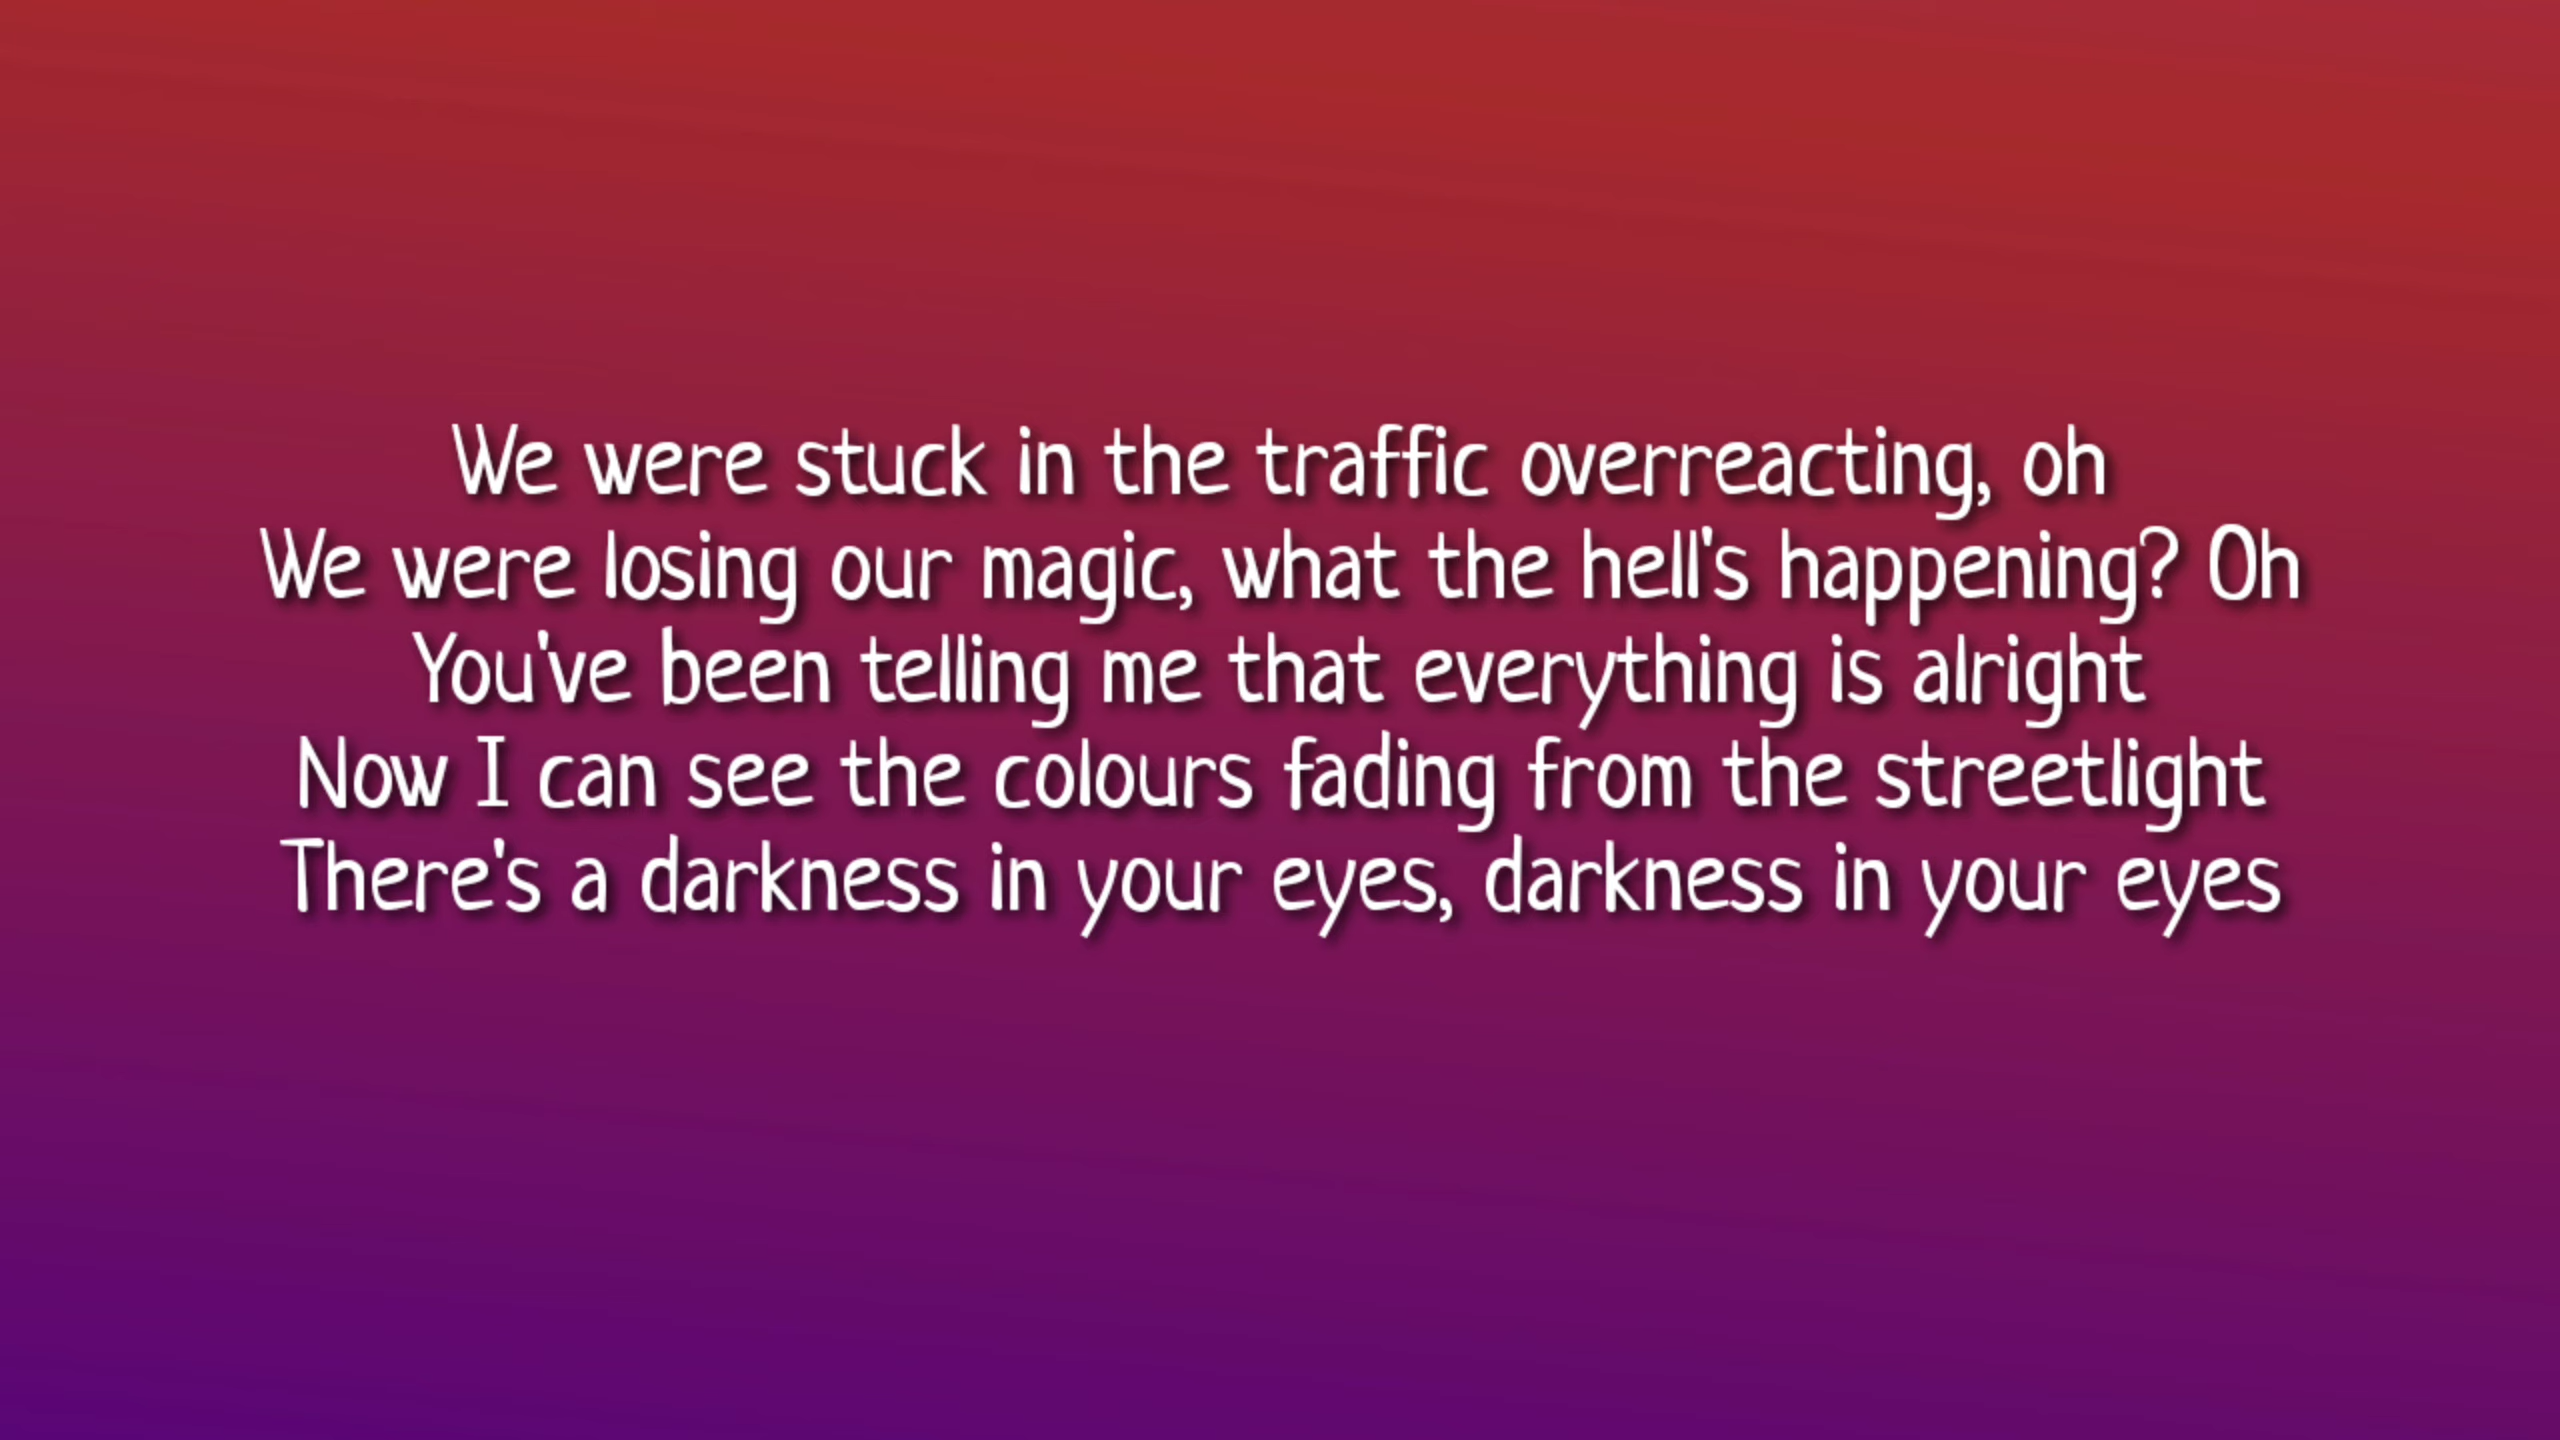 We were stuck in the traffic overreacting, oh
We were losing our magic, what the hell's happening? Oh
You've been telling me that everything is alright
Now I can see the colours fading from the streetlight
There's a darkness in your eyes, darkness in your eyes